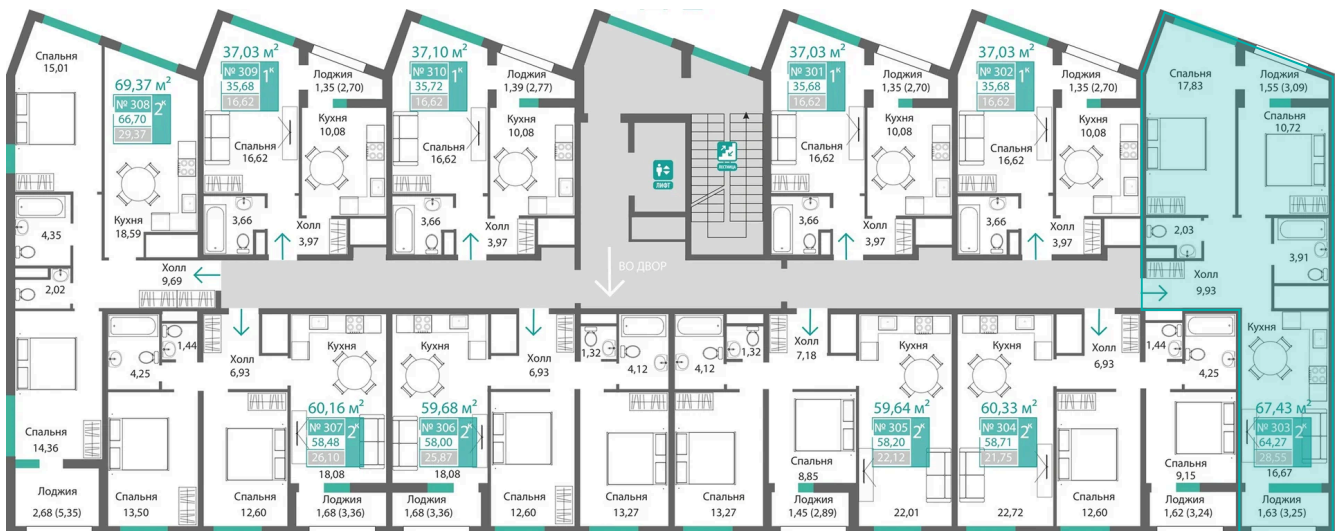 Спальня
15,01
69,37 м²
№ 308
66,70
29,37
2к
Кухня
18,59
4,35
2,02
Холл
9,69
Спальня
14,36
Лоджия
2,68 (5,35)
37,03 м²
№ 309
35,68
16,62
1к
Лоджия
1,35 (2,70)
Кухня
10,08
Спальня
16,62
3,66
Холл
3,97
37,10 м²
№ 310
35,72
16,62
1к
Лоджия
1,39 (2,77)
Кухня
10,08
Спальня
16,62
3,66
Холл
3,97
ЛИФТ
ЛЕСТНИЦА
ВО ДВОР
37,03 м²
№ 301
35,68
16,62
1к
Лоджия
1,35 (2,70)
Кухня
10,08
Спальня
16,62
3,66
Холл
3,97
37,03 м²
№ 302
35,68
16,62
1к
Лоджия
1,35 (2,70)
Кухня
10,08
Спальня
16,62
3,66
Холл
3,97
Спальня
17,83
Лоджия
1,55 (3,09)
10,72
2,03
3,91
Холл
9,93
Кухня
67,43 м²
№ 303
64,27
28,55
2к
16,67
Лоджия
1,63 (3,25)
4,25
1,44
Холл
6,93
Кухня
60,16 м²
№ 307
58,48
26,10
2к
18,08
Спальня
13,50
Спальня
12,60
Лоджия
1,68 (3,36)
Кухня
Холл
6,93
1,32
4,12
59,68 м²
№ 306
58,00
25,87
2к
18,08
Лоджия
1,68 (3,36)
Спальня
12,60
Спальня
13,27
4,12
1,32
Холл
7,18
Кухня
59,64 м²
№ 305
58,20
22,12
2к
Спальня
13,27
Спальня
8,85
Лоджия
1,45 (2,89)
22,01
Кухня
Холл
6,93
1,44
4,25
60,33 м²
№ 304
58,71
21,75
2к
22,72
Спальня
12,60
Спальня
9,15
Лоджия
1,62 (3,24)